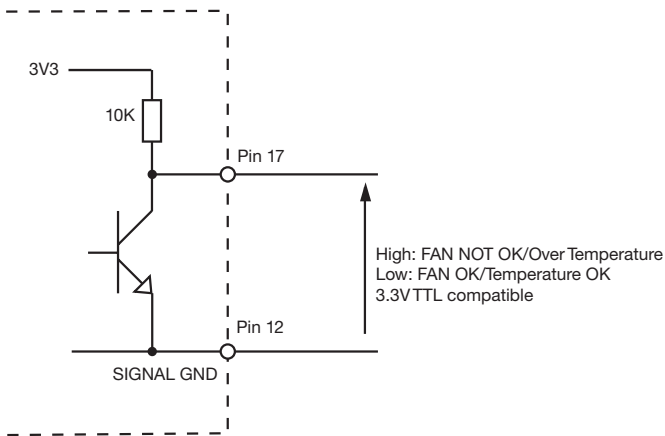 3V3
10K
Pin 17
High: FAN NOT OK/Over Temperature
Low: FAN OK/Temperature OK
3.3V TTL compatible
Pin 12
SIGNAL GND